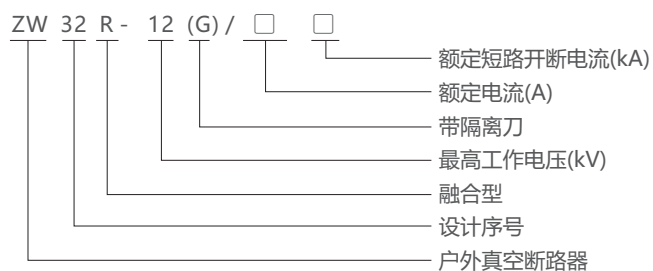 ZW 32 R - 12 (G) / □ □
额定短路开断电流(kA)
额定电流(A)
带隔离刀
最高工作电压(kV)
融合型
设计序号
户外真空断路器